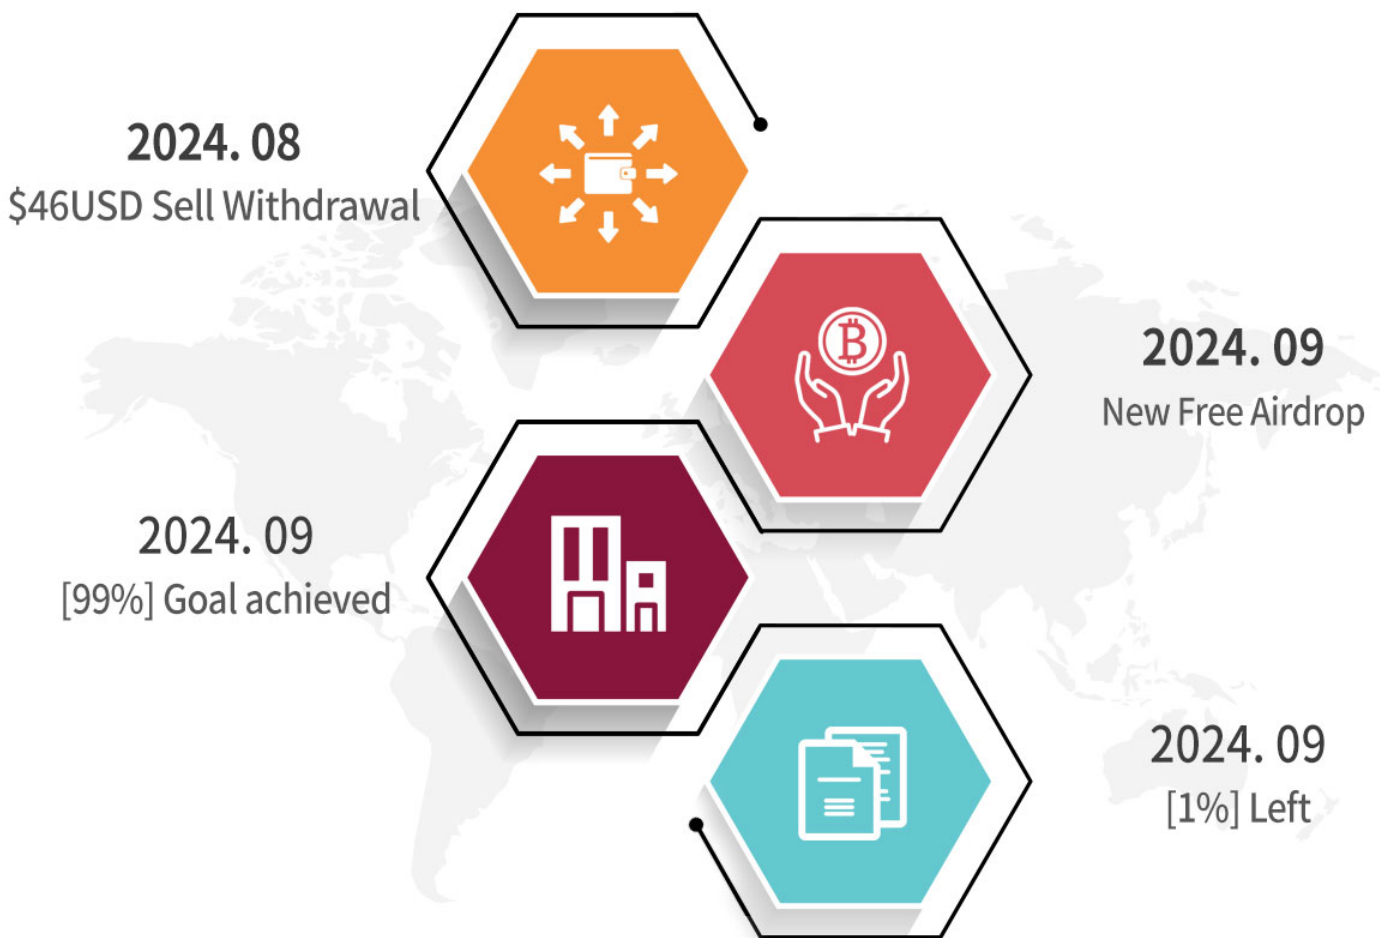 2024. 08
$46USD Sell Withdrawal
2024. 09
New Free Airdrop
2024. 09
[99%] Goal achieved
2024. 09
[1%] Left